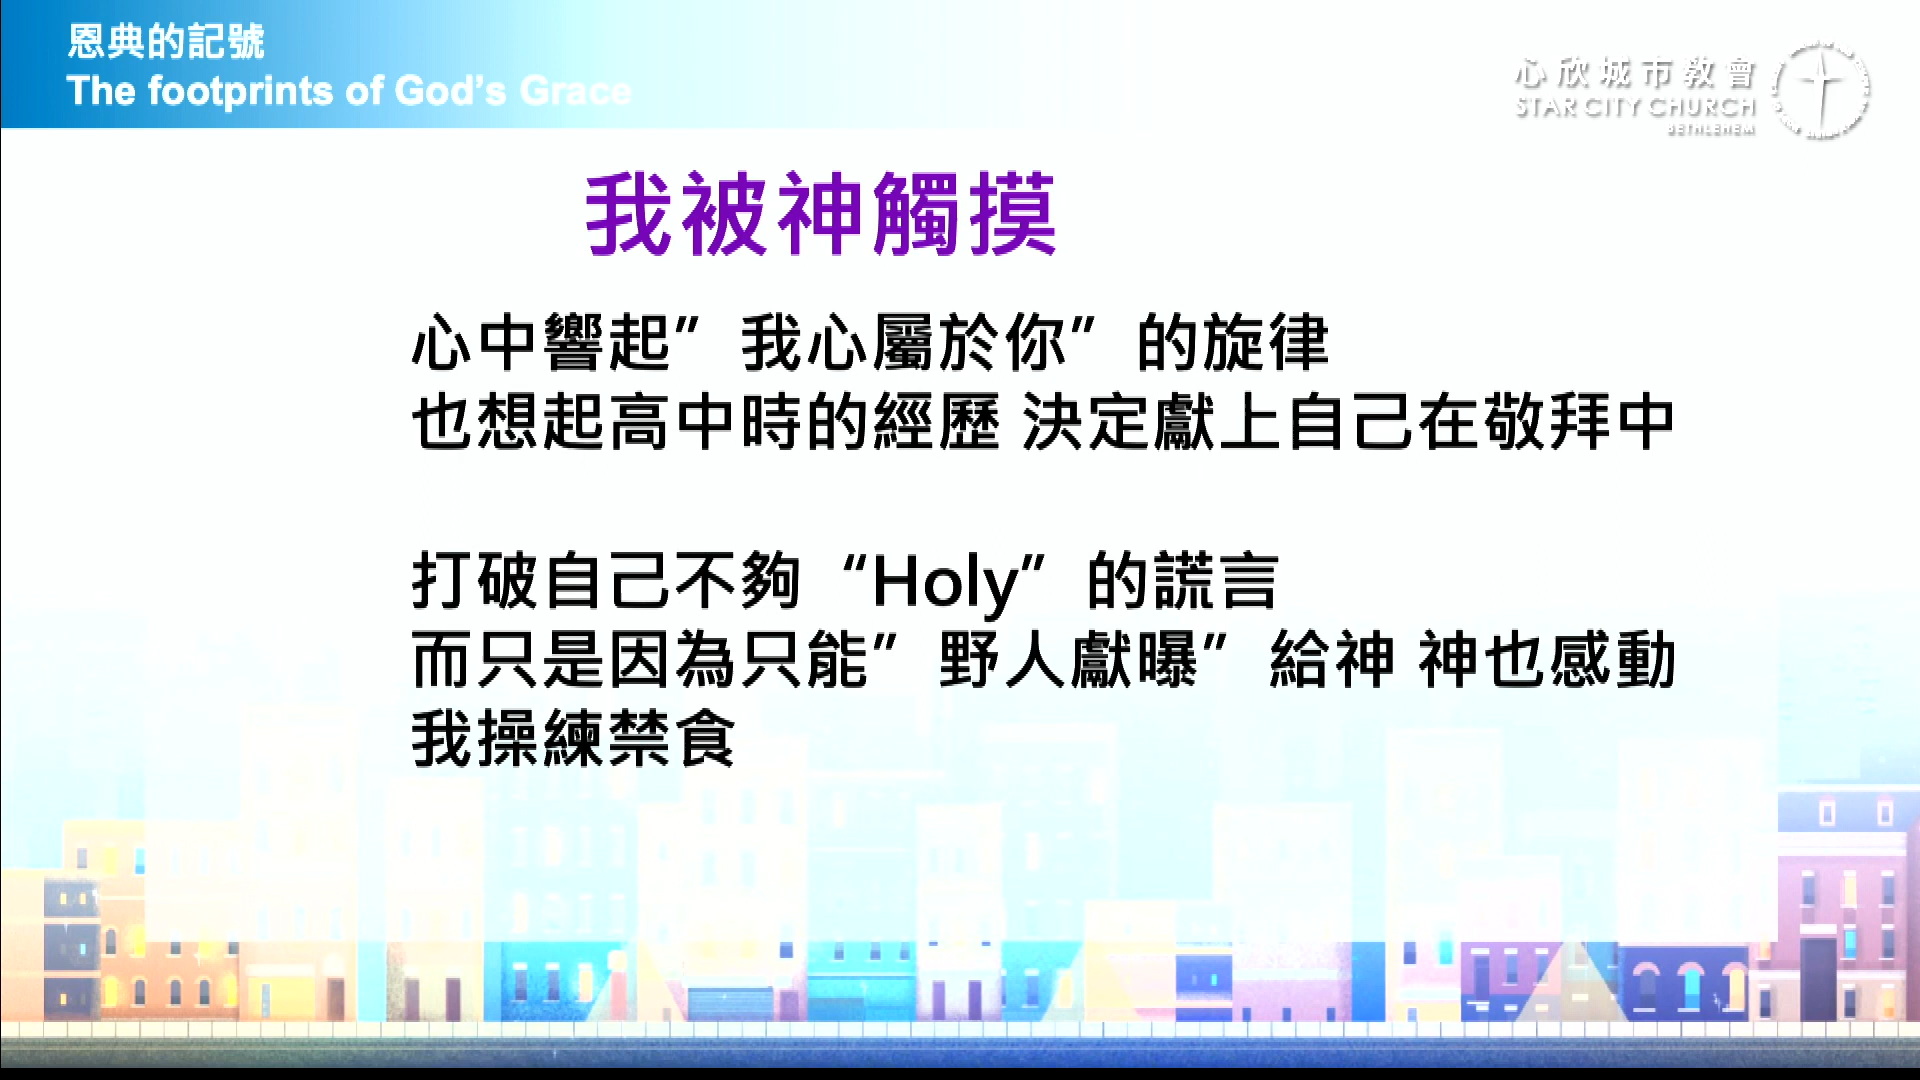 恩典的記號
The footprints of God's Grace
心欣城市教會
STAR CITY CHURCH
BETHLEHEM
我被神觸摸
心中響起”我心屬於你”的旋律
也想起高中時的經歷 決定獻上自己在敬拜中
打破自己不夠“Holy”的謊言
而只是因為只能”野人獻曝”給神 神也感動
我操練禁食